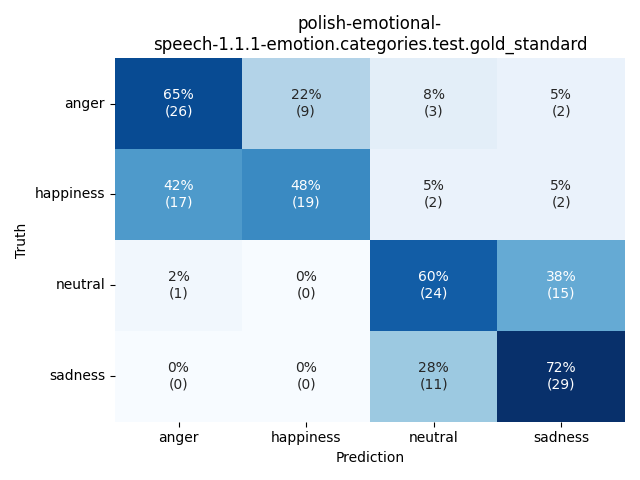 polish-emotional-
speech-1.1.1-emotion.categories.test.gold_standard
Truth
anger
65% 22% 8% 5%
(26) (9) (3) (2)
happiness
42% 48% 5% 5%
(17) (19) (2) (2)
neutral
2% 0% 60% 38%
(1) (0) (24) (15)
sadness
0% 0% 28% 72%
(0) (0) (11) (29)
anger happiness neutral sadness
Prediction